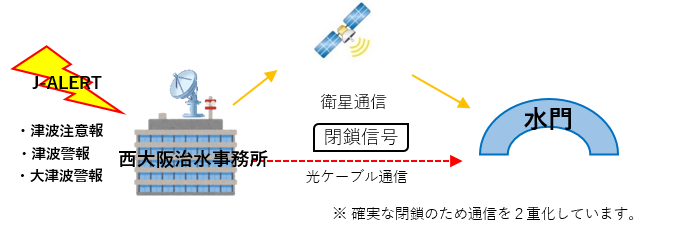 J-ALERT
・津波注意報
・津波警報
・大津波警報
西大阪治水事務所
衛星通信
閉鎖信号
光ケーブル通信
水門
※ 確実な閉鎖のため通信を２重化しています。